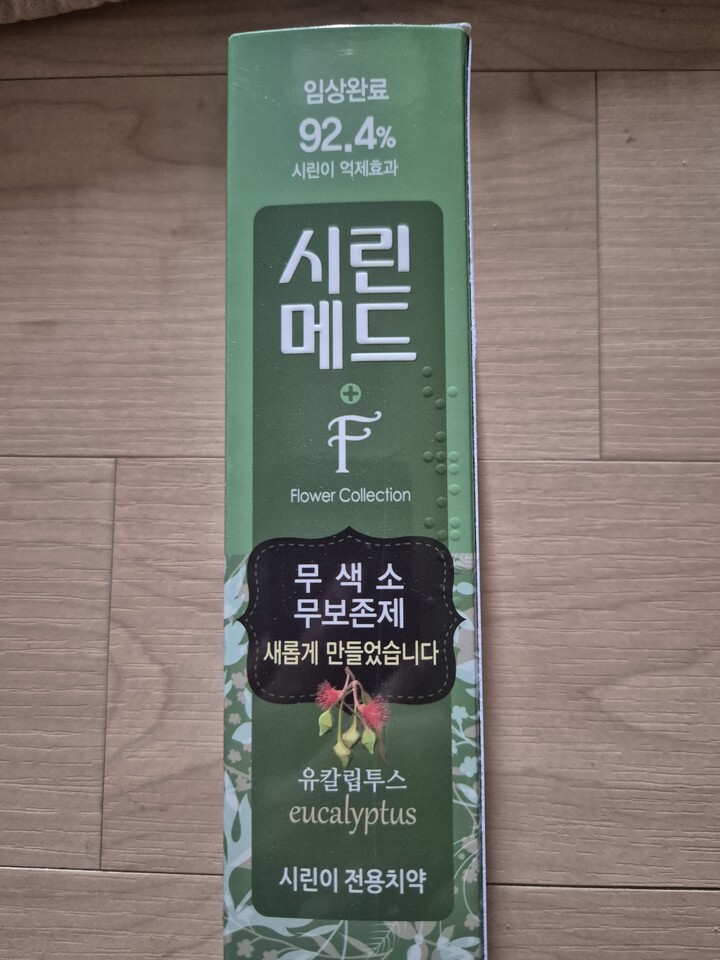 임상완료
92.4%
시린이 억제효과
시린
메드
F
Flower Collection
무 색 소
무보존제
새롭게 만들었습니다
유칼립투스
eucalyptus
시린이 전용치약